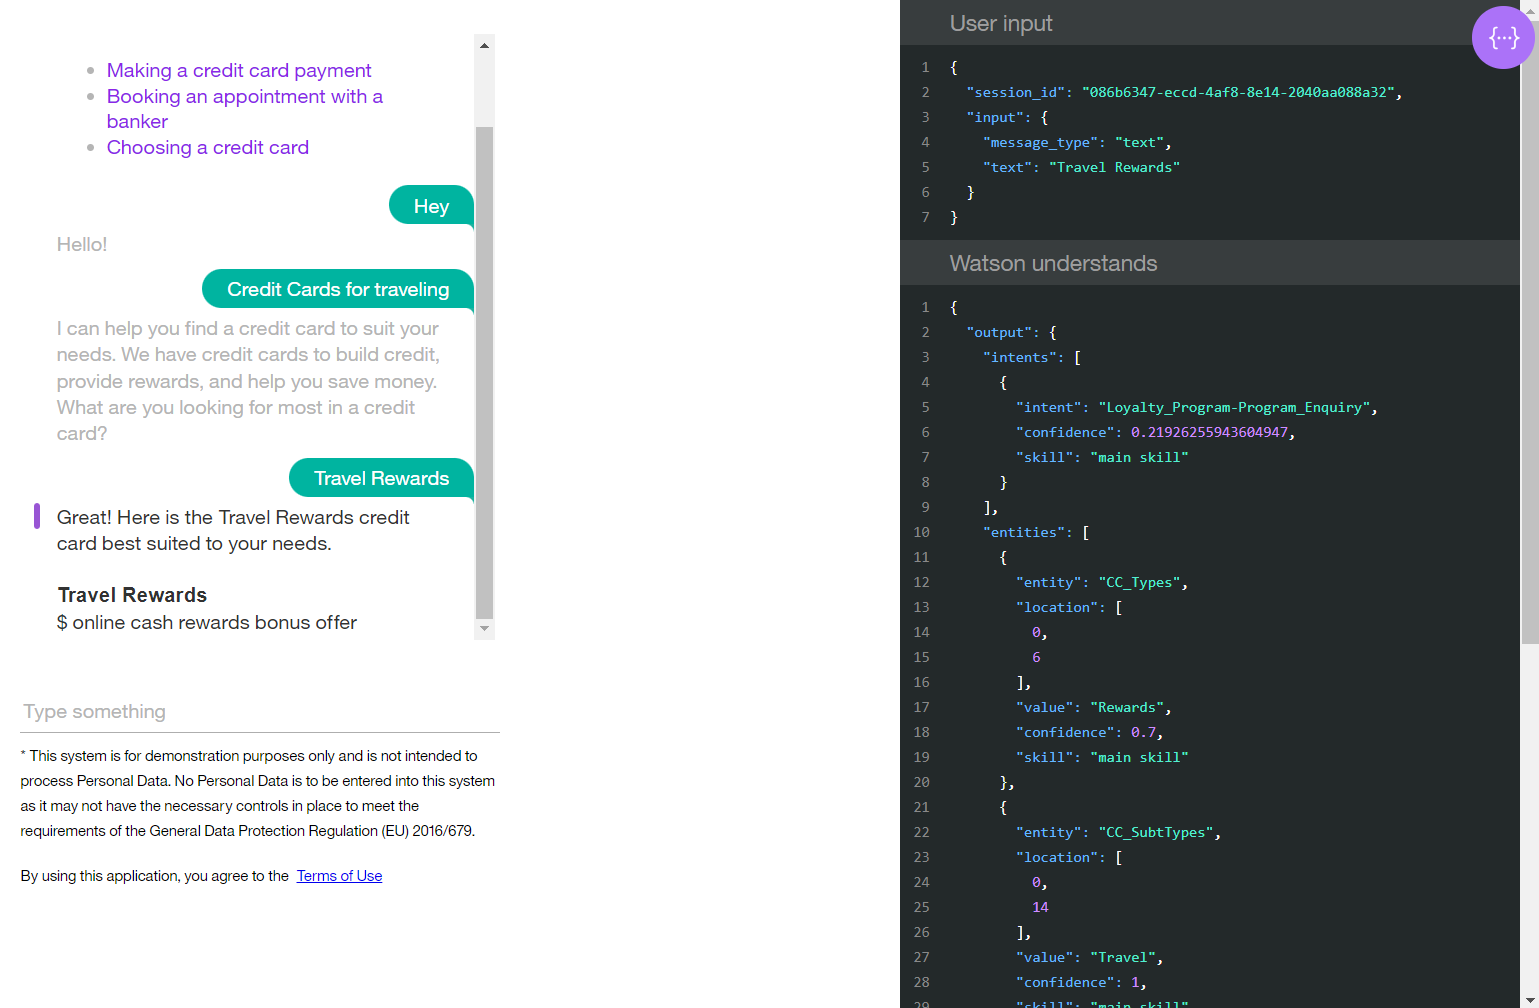 Making a credit card payment
Booking an appointment with a
banker
Choosing a credit card
Hey
Hello!
Credit Cards for traveling
I can help you find a credit card to suit your
needs. We have credit cards to build credit,
provide rewards, and help you save money.
What are you looking for most in a credit
card?
Travel Rewards
Great! Here is the Travel Rewards credit
card best suited to your needs.
Travel Rewards
$ online cash rewards bonus offer
Type something
* This system is for demonstration purposes only and is not intended to
process Personal Data. No Personal Data is to be entered into this system
as it may not have the necessary controls in place to meet the
requirements of the General Data Protection Regulation (EU) 2016/679.
By using this application, you agree to the Terms of Use
User input
{···}
1 {
2 "session_id": "086b6347-eccd-4af8-8e14-2040aa088a32",
3 "input": {
4 "message_type": "text",
5 "text": "Travel Rewards"
6 }
7 }
Watson understands
1 {
2 "output": {
3 "intents": [
4 {
5 "intent": "Loyalty_Program-Program_Enquiry",
6 "confidence": 0.21926255943604947,
7 "skill": "main skill"
8 }
9 ],
10 "entities": [
11 {
12 "entity": "CC_Types",
13 "location": [
14 0,
15 6
16 ],
17 "value": "Rewards",
18 "confidence": 0.7,
19 "skill": "main skill"
20 },
21 {
22 "entity": "CC_SubtTypes",
23 "location": [
24 0,
25 14
26 ],
27 "value": "Travel",
28 "confidence": 1,
29 "skill": "main skill"